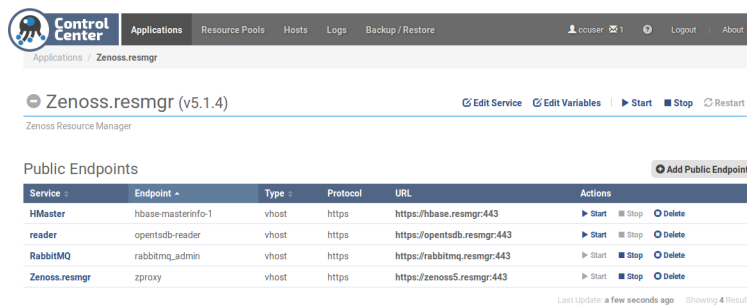 Control Center Applications Resource Pools Hosts Logs Backup / Restore ccuser 1 Logout | About
Applications / Zenoss.resmgr
Zenoss.resmgr (v5.1.4) Edit Service Edit Variables | Start Stop Restart
Zenoss Resource Manager
Public Endpoints Add Public Endpoint
Service Endpoint Type Protocol URL Actions
HMaster hbase-masterinfo-1 vhost https https://hbase.resmgr:443 Start Stop Delete
reader opentsdb-reader vhost https https://opentsdb.resmgr:443 Start Stop Delete
RabbitMQ rabbitmq_admin vhost https https://rabbitmq.resmgr:443 Start Stop Delete
Zenoss.resmgr zproxy vhost https https://zenoss5.resmgr:443 Start Stop Delete
Last Update: a few seconds ago Showing 4 Resul